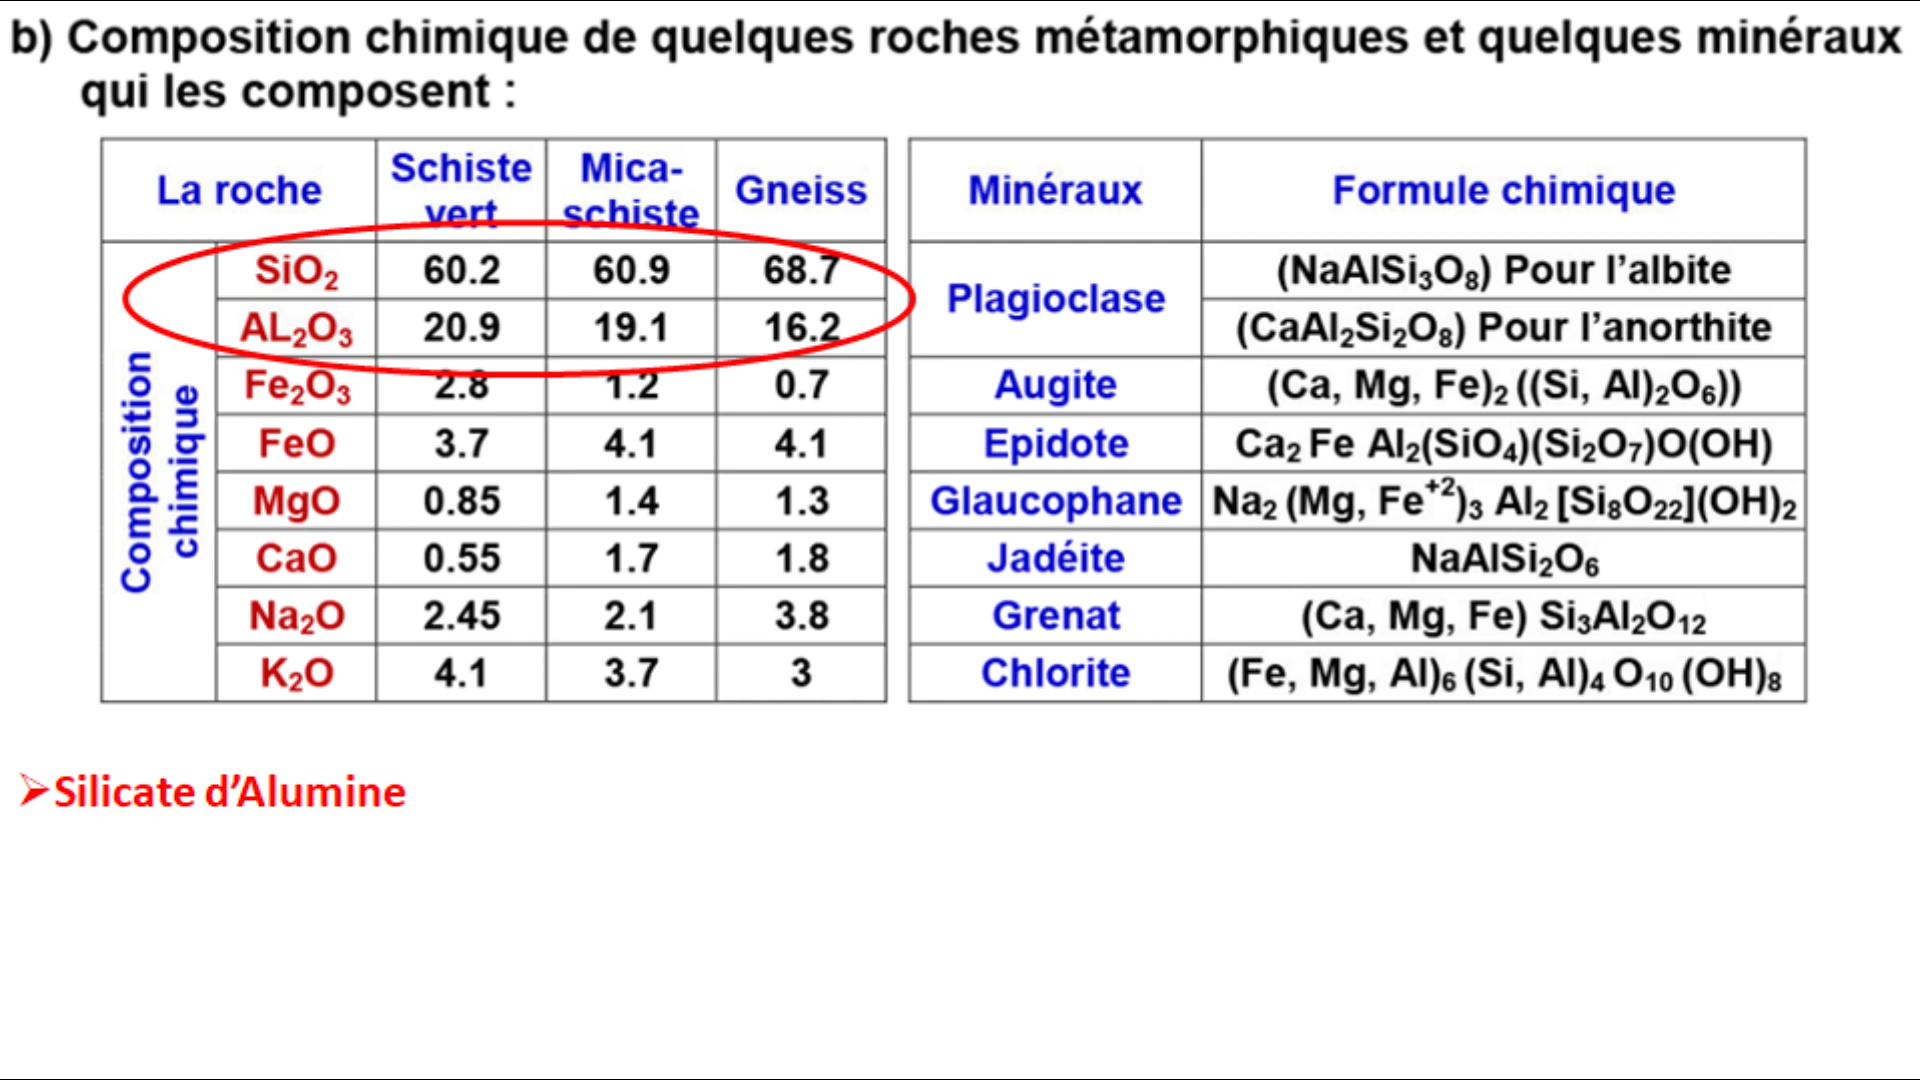 b) Composition chimique de quelques roches métamorphiques et quelques minéraux
qui les composent :
La roche | Schiste vert | Mica-schiste | Gneiss
Composition chimique
SiO₂ | 60.2 | 60.9 | 68.7
AL₂O₃ | 20.9 | 19.1 | 16.2
Fe₂O₃ | 2.8 | 1.2 | 0.7
FeO | 3.7 | 4.1 | 4.1
MgO | 0.85 | 1.4 | 1.3
CaO | 0.55 | 1.7 | 1.8
Na₂O | 2.45 | 2.1 | 3.8
K₂O | 4.1 | 3.7 | 3
Minéraux | Formule chimique
Plagioclase | (NaAlSi₃O₈) Pour l’albite
(CaAl₂Si₂O₈) Pour l’anorthite
Augite | (Ca, Mg, Fe)₂ ((Si, Al)₂O₆))
Epidote | Ca₂ Fe Al₂(SiO₄)(Si₂O₇)O(OH)
Glaucophane | Na₂ (Mg, Fe⁺²)₃ Al₂ [Si₈O₂₂](OH)₂
Jadéite | NaAlSi₂O₆
Grenat | (Ca, Mg, Fe) Si₃Al₂O₁₂
Chlorite | (Fe, Mg, Al)₆ (Si, Al)₄ O₁₀ (OH)₈
➢Silicate d’Alumine